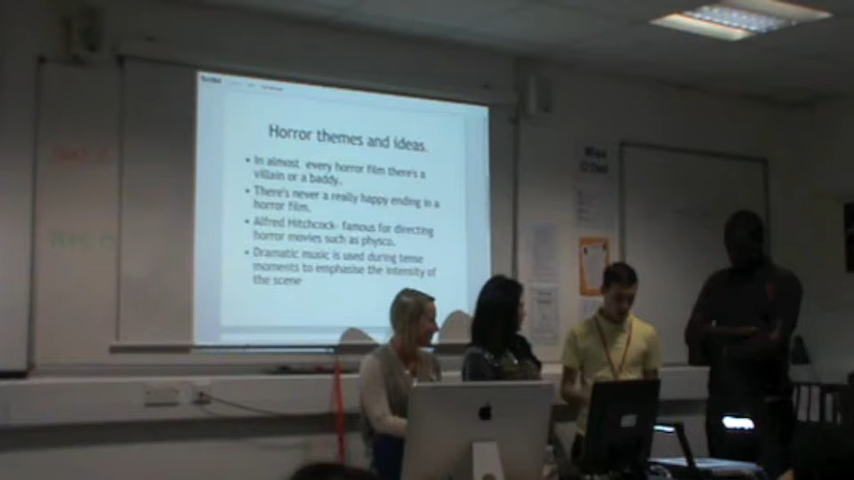 Horror themes and ideas.
• In almost every horror film there's a
villain or a baddy.
• There's never a really happy ending in a
horror film.
• Alfred Hitchcock- famous for directing
horror movies such as physco.
• Dramatic music is used during tense
moments to emphasise the intensity of
the scene